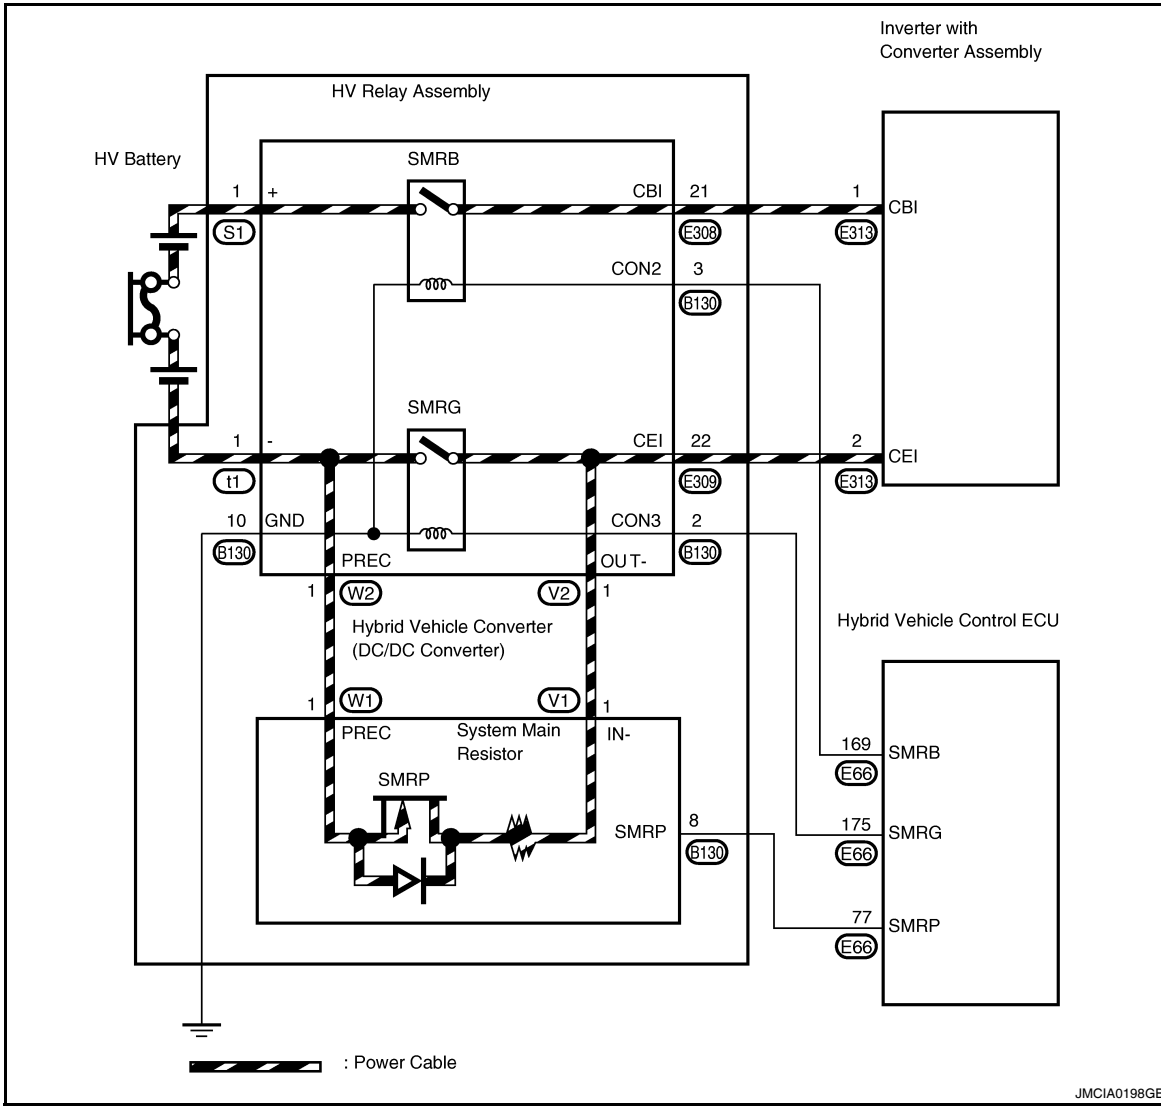 Inverter with
Converter Assembly
HV Relay Assembly
HV Battery
SMRB
1
+
CBI
21
1
CBI
S1
E308
E313
CON2
3
B130
SMRG
1
-
CEI
22
2
CEI
t1
E309
E313
10
GND
CON3
2
B130
B130
PREC
OUT-
1
W2
V2
1
Hybrid Vehicle Converter
(DC/DC Converter)
Hybrid Vehicle Control ECU
1
W1
V1
1
PREC
System Main
Resistor
IN-
169
SMRB
E66
SMRP
SMRP
8
B130
175
SMRG
E66
77
SMRP
E66
: Power Cable
JMCIA0198GB